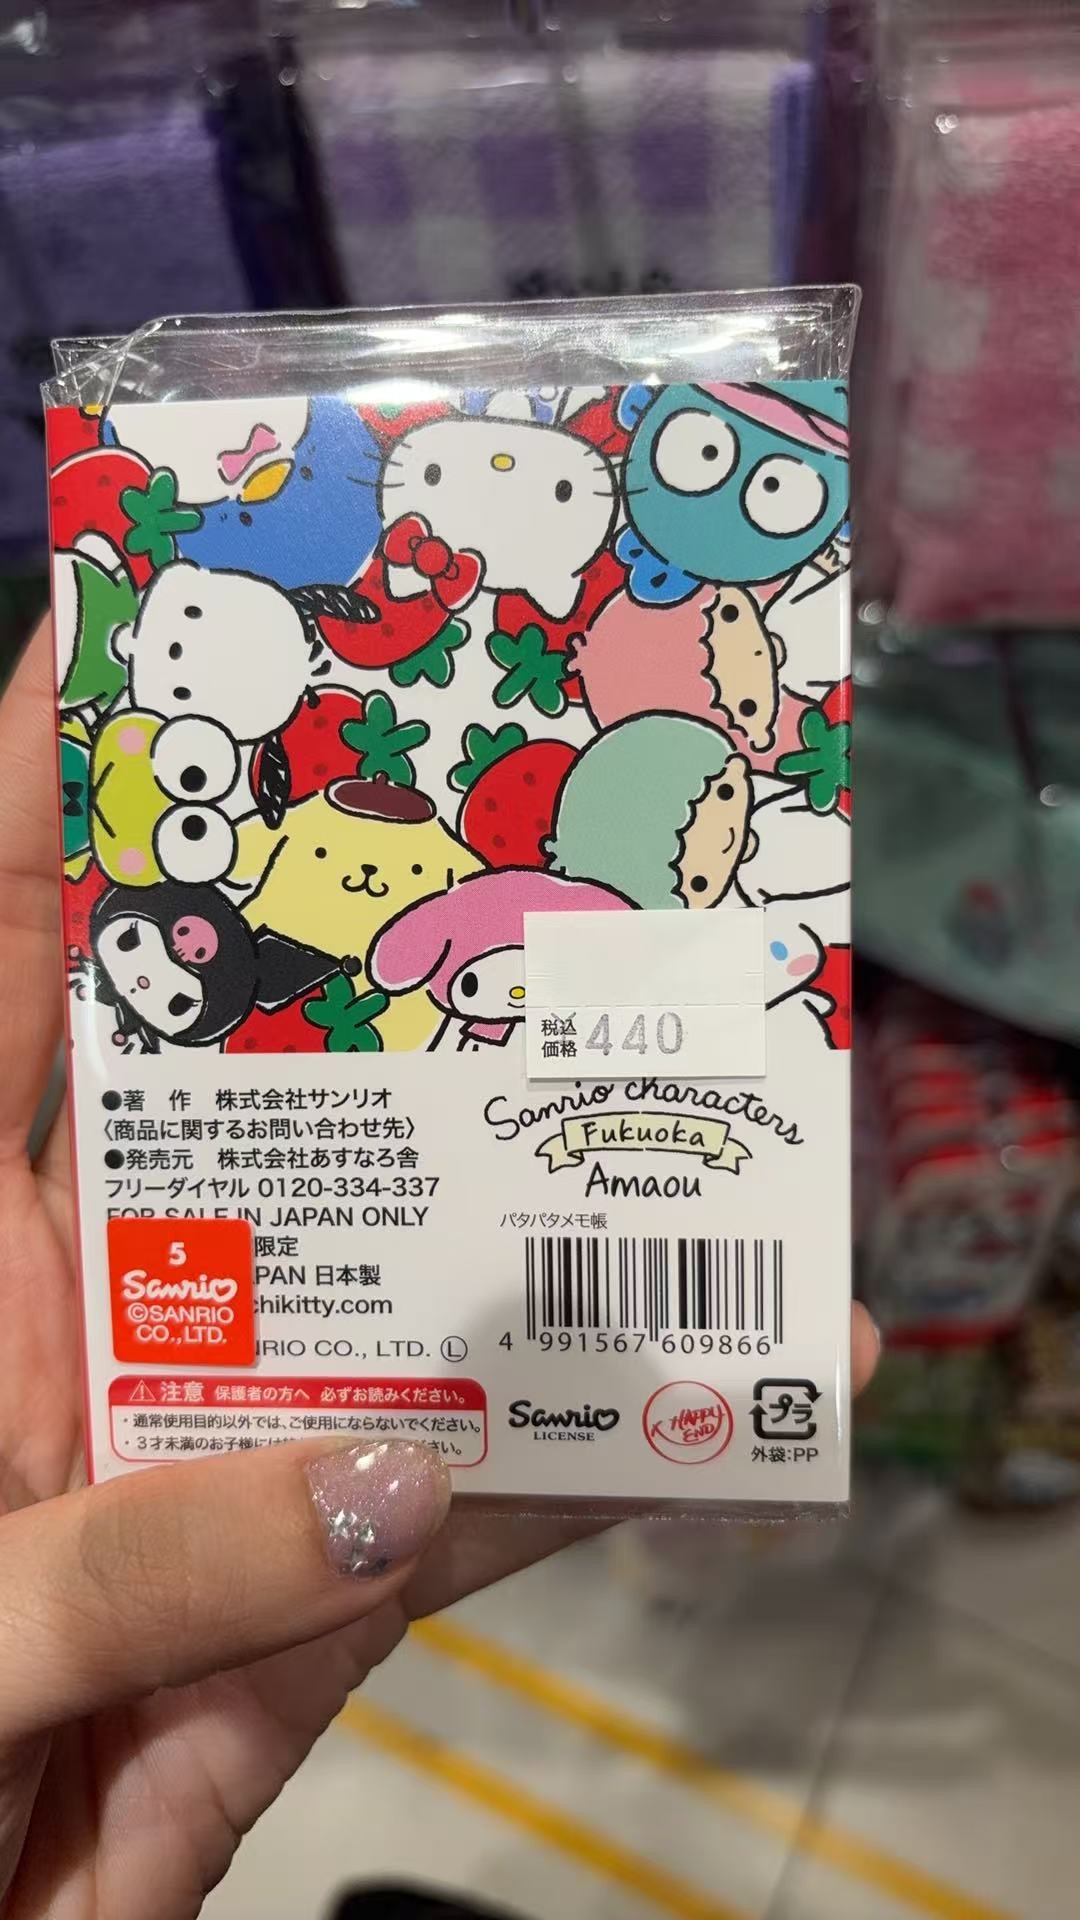 税込
価格
¥440
●著 作 株式会社サンリオ
〈商品に関するお問い合わせ先〉
●発売元 株式会社あすなろ舎
フリーダイヤル 0120-334-337
FOR SALE IN JAPAN ONLY
限定
APAN 日本製
chikitty.com
NRIO CO., LTD. Ⓛ
5
Sanrio
©SANRIO
CO.,LTD.
Sanrio characters
Fukuoka
Amaou
パタパタメモ帳
4 991567 609866
⚠注意 保護者の方へ 必ずお読みください。
・通常使用目的以外では、ご使用にならないでください。
・3才未満のお子様には
さい。
Sanrio
LICENSE
HAPPY
END
プラ
外袋:PP